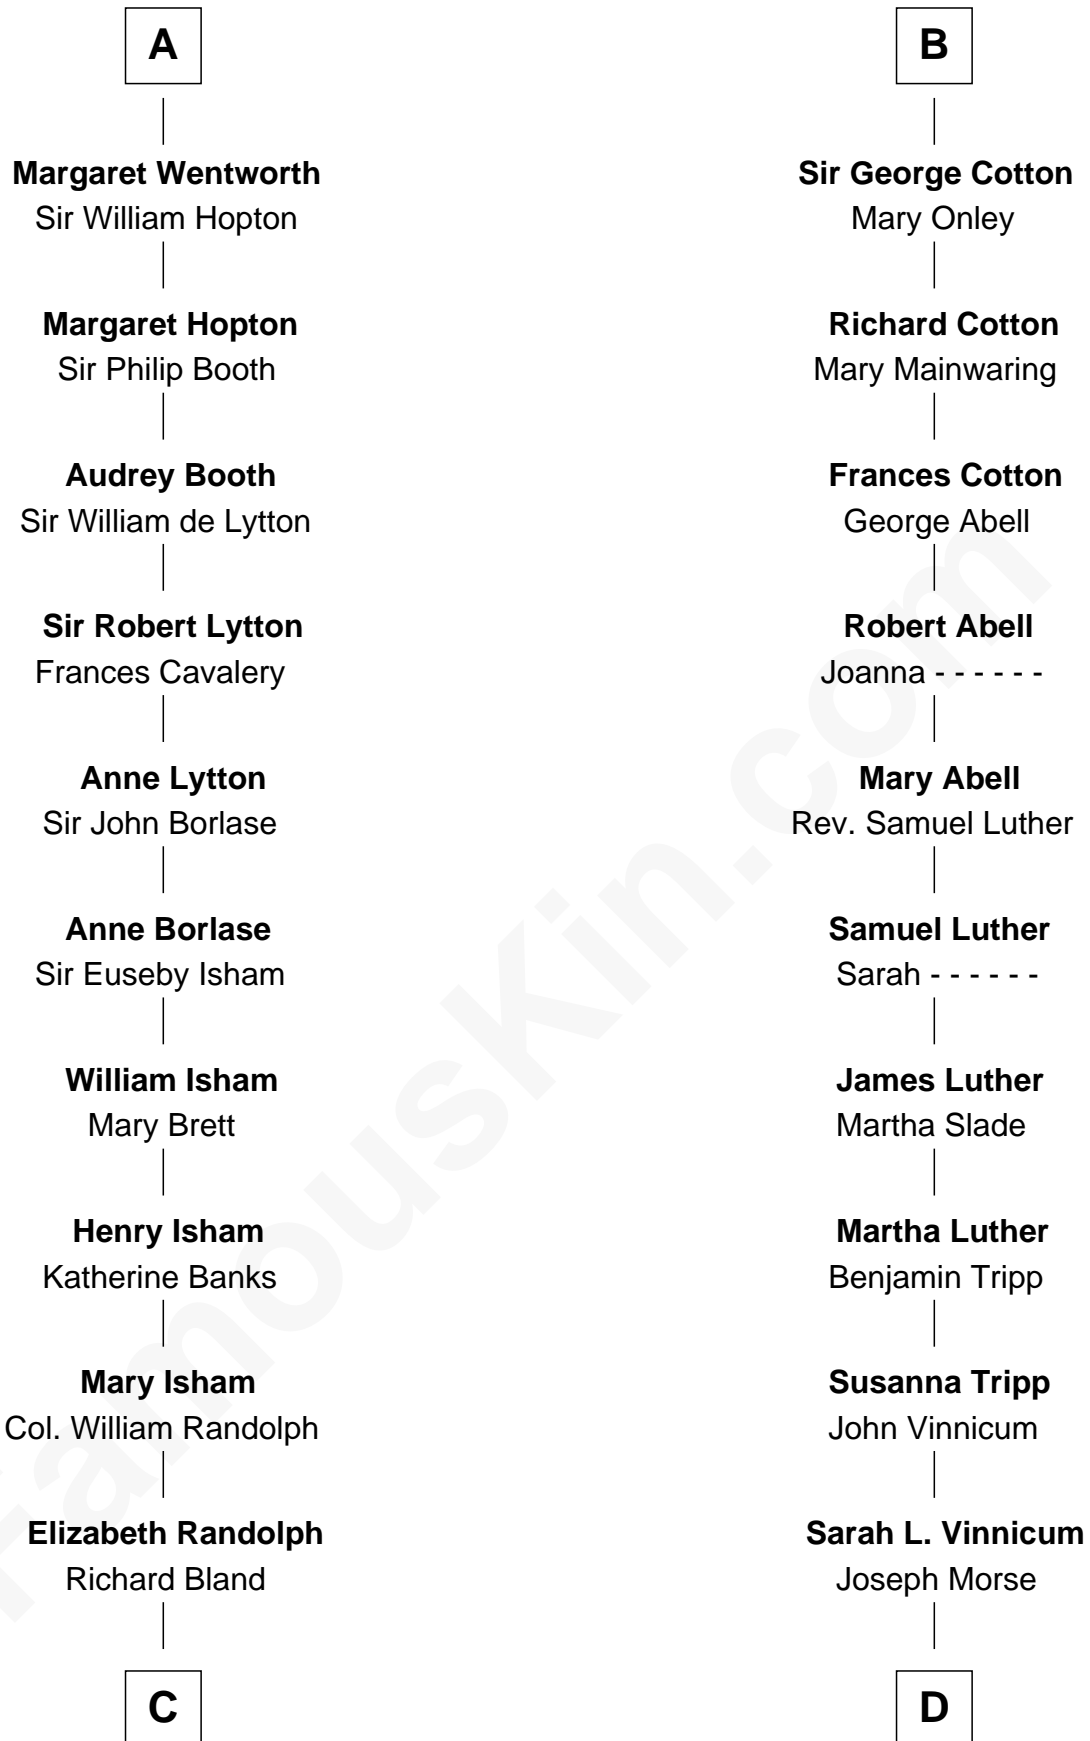 A
Margaret Wentworth
Sir William Hopton
Margaret Hopton
Sir Philip Booth
Audrey Booth
Sir William de Lytton
Sir Robert Lytton
Frances Cavalery
Anne Lytton
Sir John Borlase
Anne Borlase
Sir Euseby Isham
William Isham
Mary Brett
Henry Isham
Katherine Banks
Mary Isham
Col. William Randolph
Elizabeth Randolph
Richard Bland
C
B
Sir George Cotton
Mary Onley
Richard Cotton
Mary Mainwaring
Frances Cotton
George Abell
Robert Abell
Joanna - - - - - -
Mary Abell
Rev. Samuel Luther
Samuel Luther
Sarah - - - - - -
James Luther
Martha Slade
Martha Luther
Benjamin Tripp
Susanna Tripp
John Vinnicum
Sarah L. Vinnicum
Joseph Morse
D
FamousKin.com